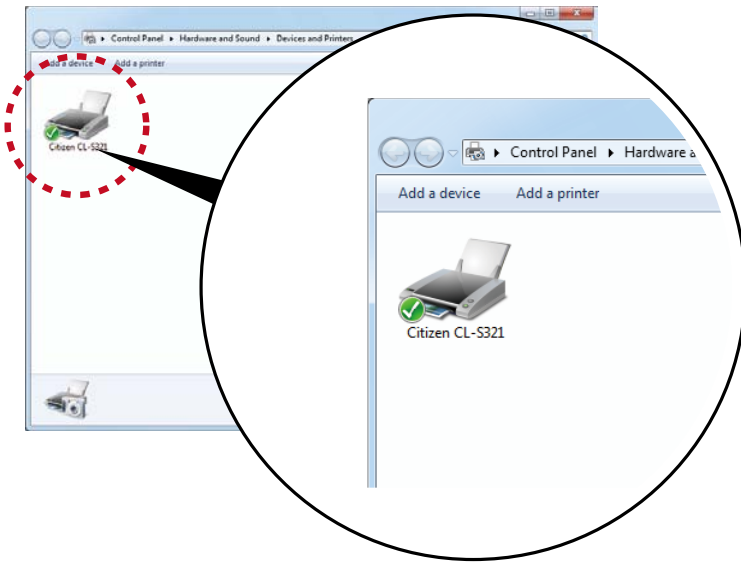 Control Panel Hardware and Sound Devices and Printers
Add a device Add a printer
Citizen CL-S321
Control Panel Hardware a
Add a device Add a printer
Citizen CL-S321